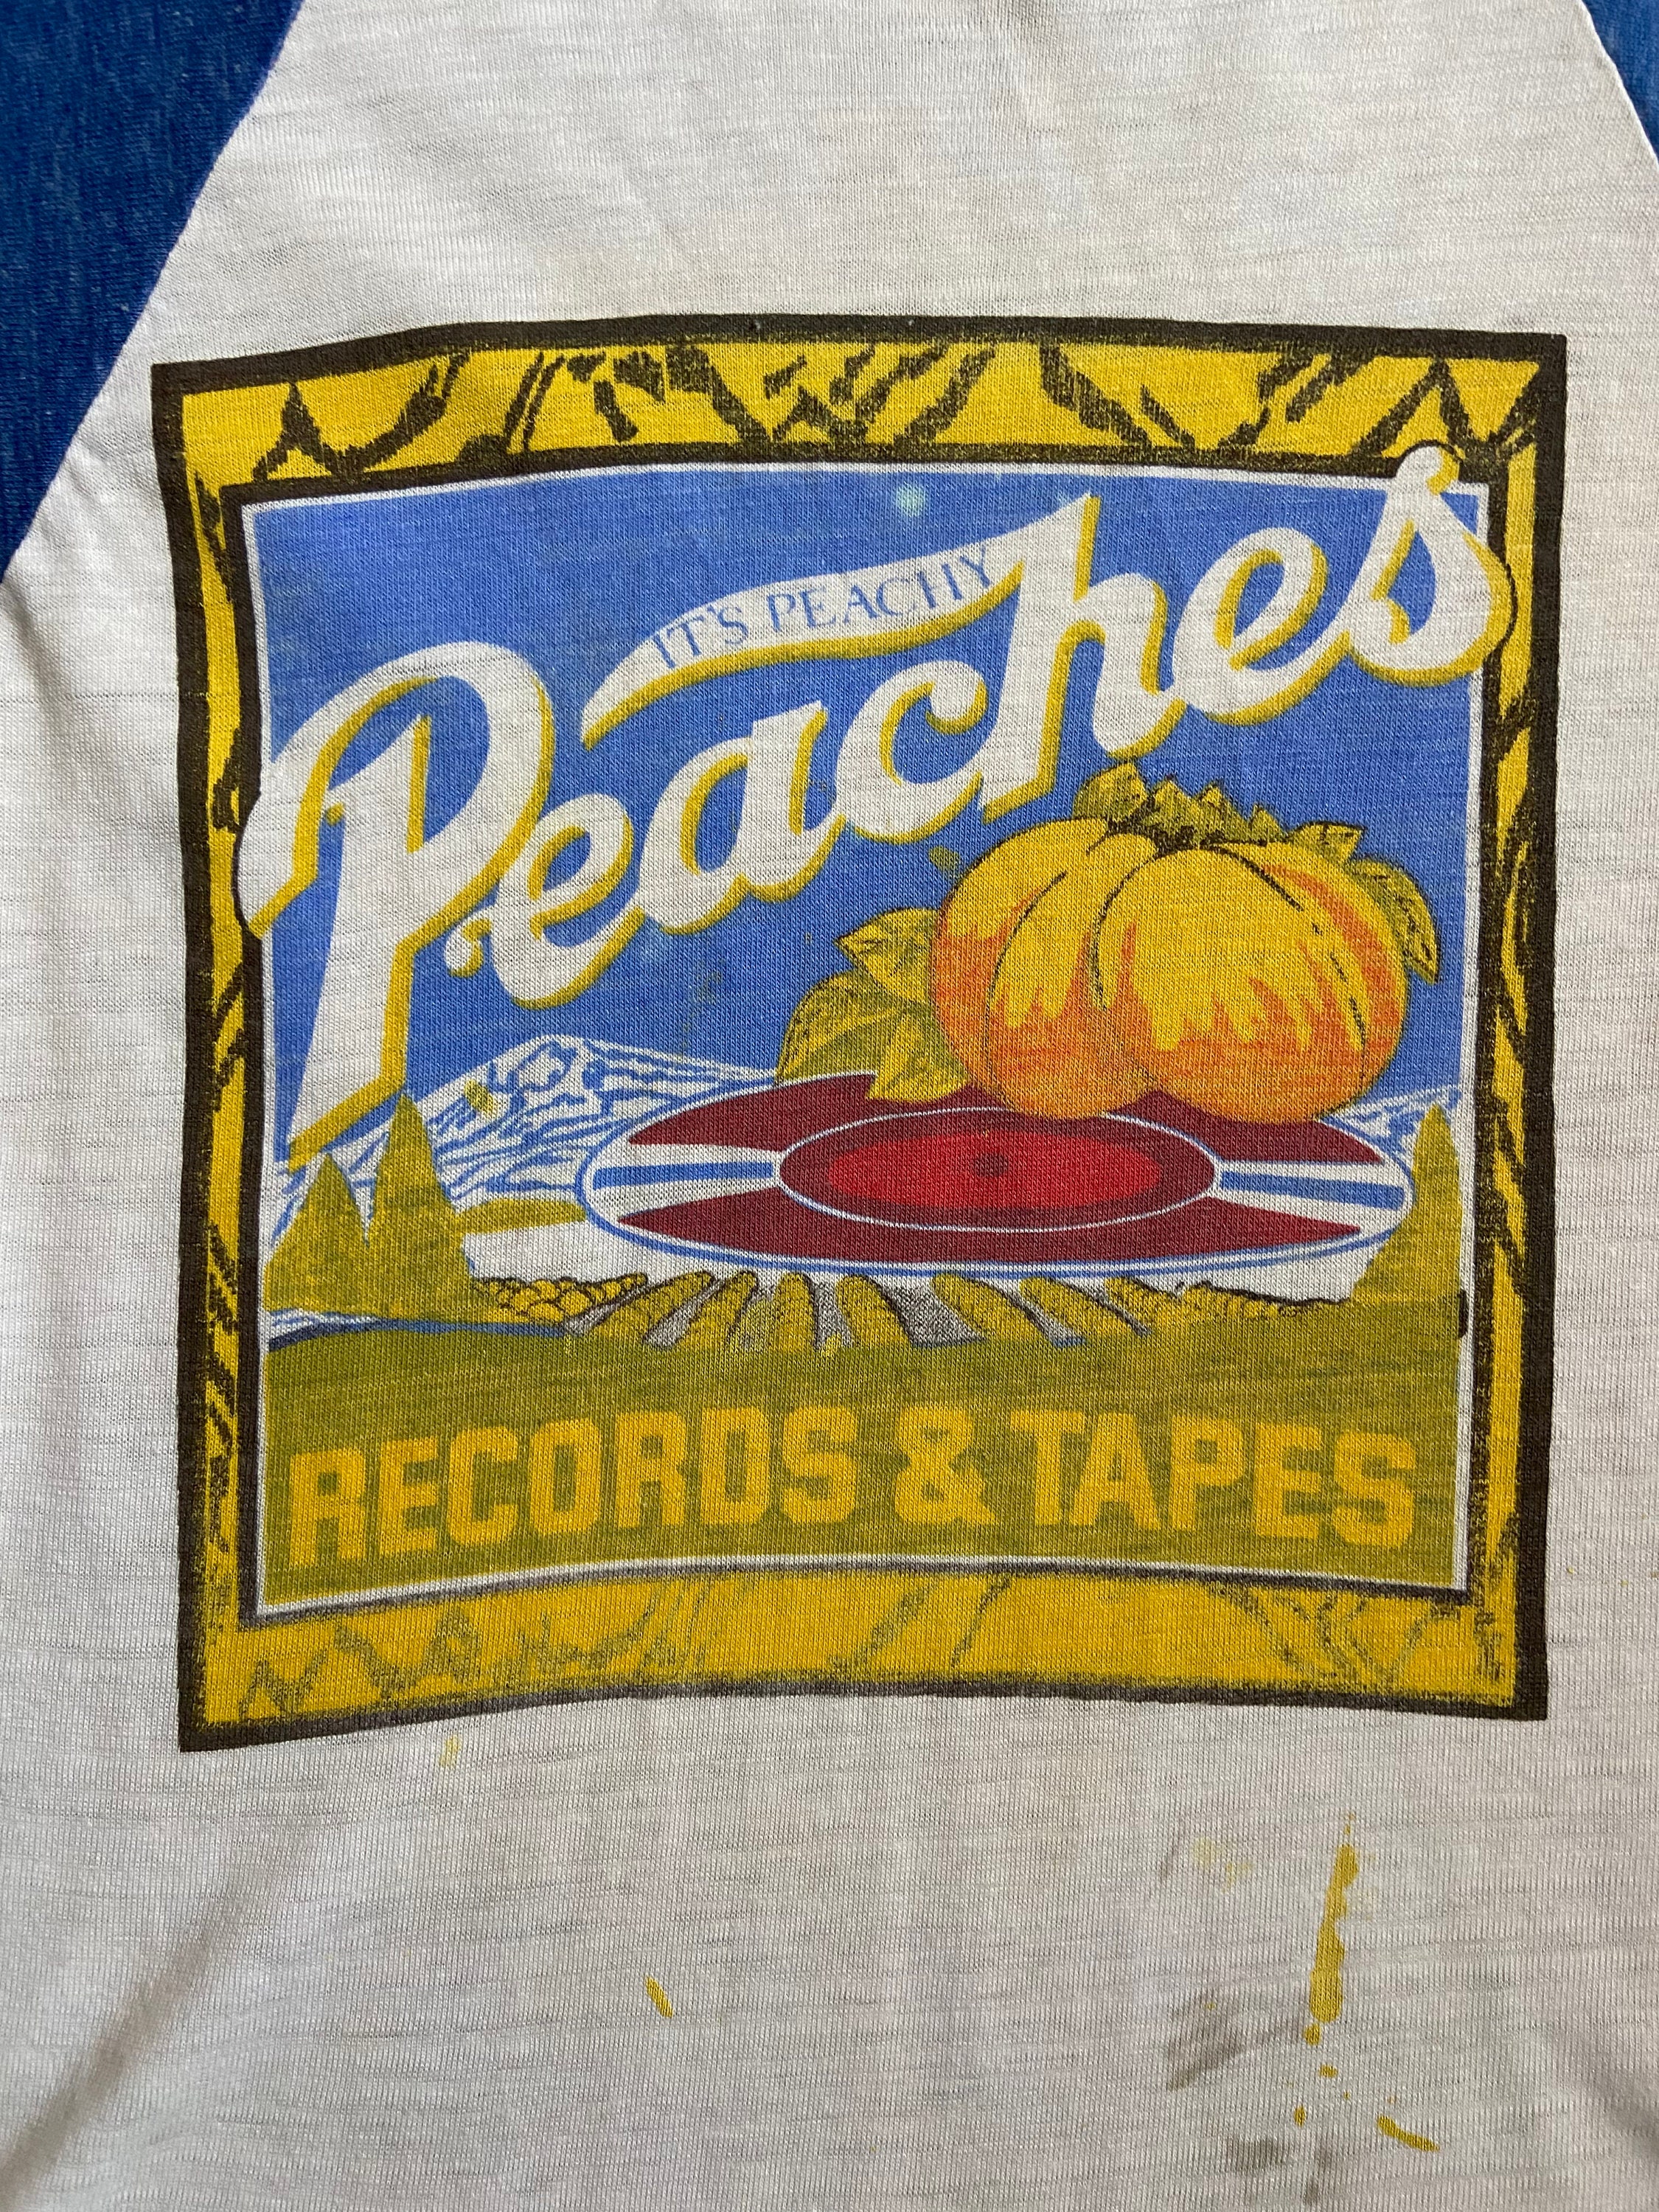 IT'S PEACHY
Peaches
RECORDS & TAPES